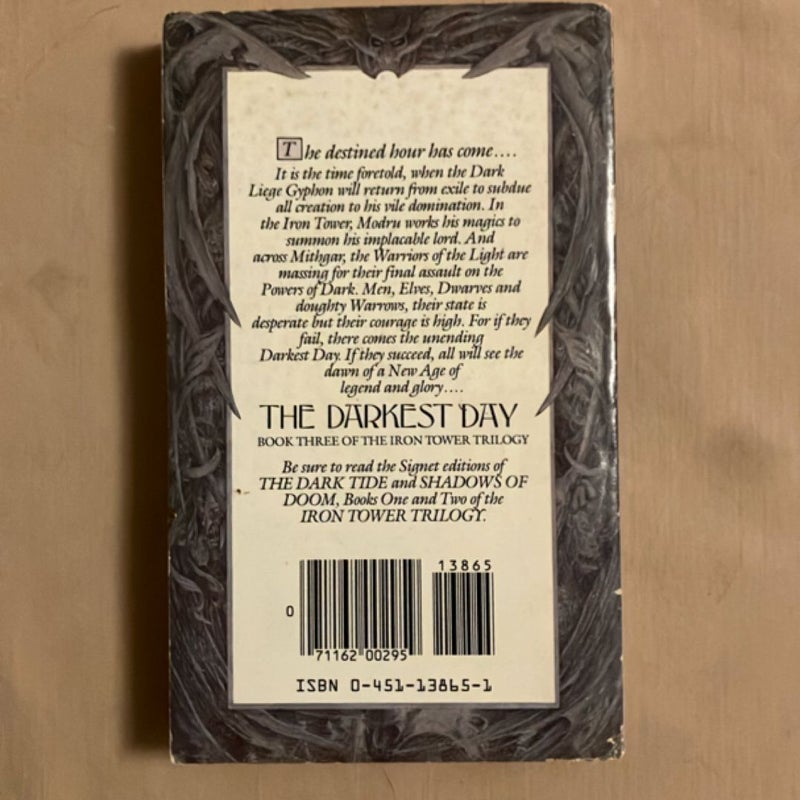 The destined hour has come....
It is the time foretold, when the Dark
Liege Gyphon will return from exile to subdue
all creation to his vile domination. In
the Iron Tower, Modru works his magics to
summon his implacable lord. And
across Mithgar, the Warriors of the Light are
massing for their final assault on the
Powers of Dark. Men, Elves, Dwarves and
doughty Warrows, their state is
desperate but their courage is high. For if they
fail, there comes the unending
Darkest Day. If they succeed, all will see the
dawn of a New Age of
legend and glory....
THE DARKEST DAY
BOOK THREE OF THE IRON TOWER TRILOGY
Be sure to read the Signet editions of
THE DARK TIDE and SHADOWS OF
DOOM, Books One and Two of the
IRON TOWER TRILOGY.
13865
0
71162 00295
ISBN 0-451-13865-1